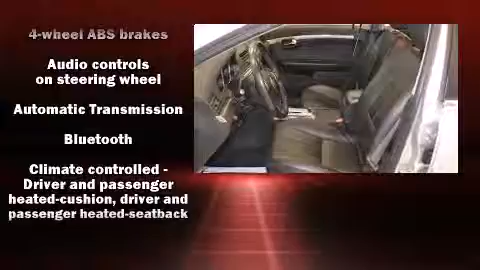 4-wheel ABS brakes
Audio controls
on steering wheel
Automatic Transmission
Bluetooth
Climate controlled -
Driver and passenger
heated-cushion, driver and
passenger heated-seatback